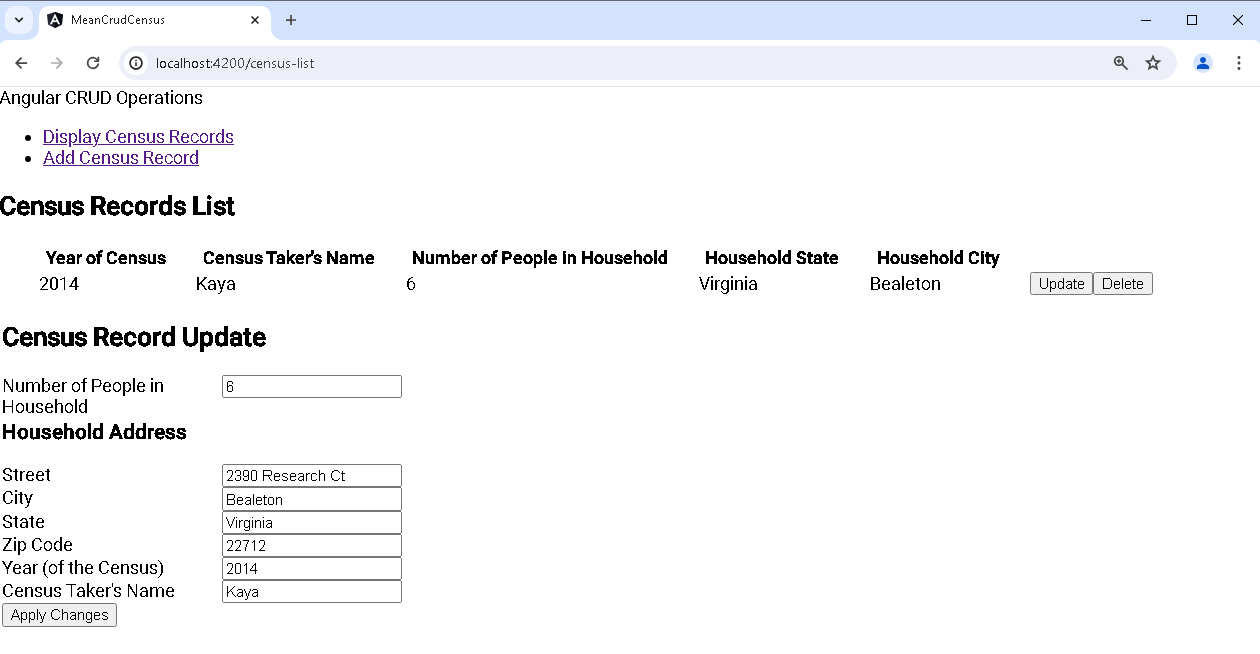 MeanCrudCensus
localhost:4200/census-list
Angular CRUD Operations
Display Census Records
Add Census Record
Census Records List
Year of Census Census Taker's Name Number of People in Household Household State Household City
2014 Kaya 6 Virginia Bealeton Update Delete
Census Record Update
Number of People in 6
Household
Household Address
Street 2390 Research Ct
City Bealeton
State Virginia
Zip Code 22712
Year (of the Census) 2014
Census Taker's Name Kaya
Apply Changes